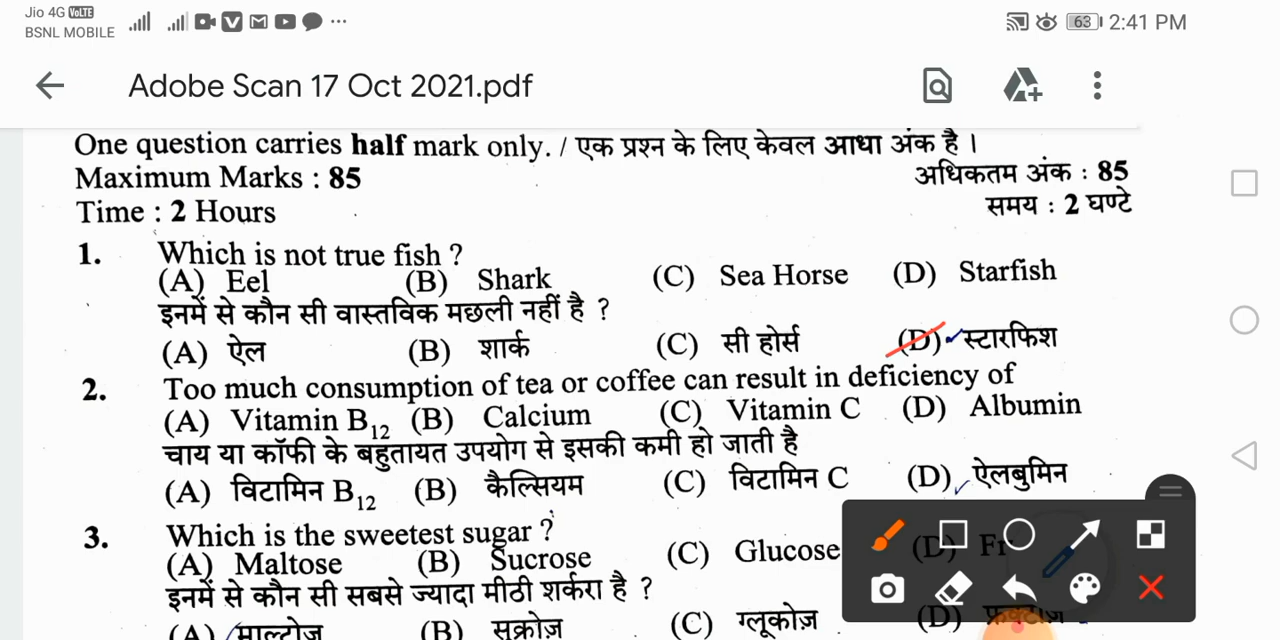 Jio 4G VoLTE
BSNL MOBILE
63 2:41 PM
Adobe Scan 17 Oct 2021.pdf
One question carries half mark only. / एक प्रश्न के लिए केवल आधा अंक है ।
Maximum Marks : 85 अधिकतम अंक : 85
Time : 2 Hours समय : 2 घण्टे
1. Which is not true fish ?
(A) Eel (B) Shark (C) Sea Horse (D) Starfish
इनमें से कौन सी वास्तविक मछली नहीं है ?
(A) ऐल (B) शार्क (C) सी होर्स (D) स्टारफिश
2. Too much consumption of tea or coffee can result in deficiency of
(A) Vitamin B12 (B) Calcium (C) Vitamin C (D) Albumin
चाय या कॉफी के बहुतायत उपयोग से इसकी कमी हो जाती है
(A) विटामिन B12 (B) कैल्सियम (C) विटामिन C (D) ऐलबुमिन
3. Which is the sweetest sugar ?
(A) Maltose (B) Sucrose (C) Glucose (D) Fr
इनमें से कौन सी सबसे ज्यादा मीठी शर्करा है ?
(A) माल्टोज़ (B) सुक्रोज़ (C) ग्लूकोज़ (D)